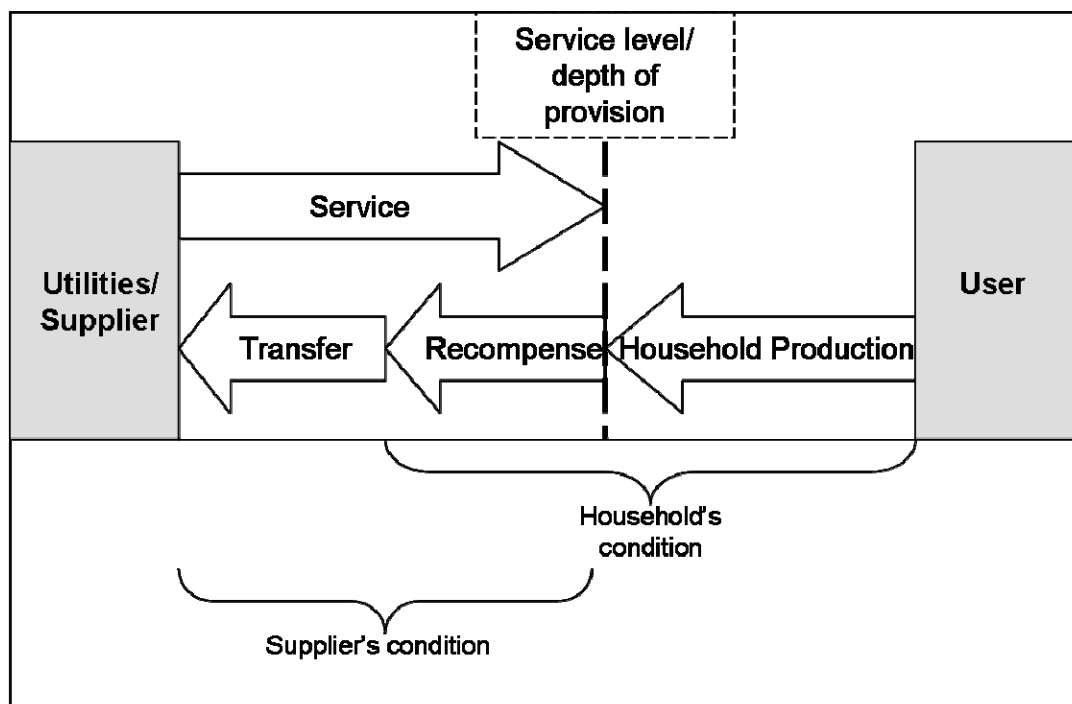 Service level/
depth of
provision
Service
Utilities/
Supplier
User
Transfer
Recompense
Household Production
Household's
condition
Supplier's condition